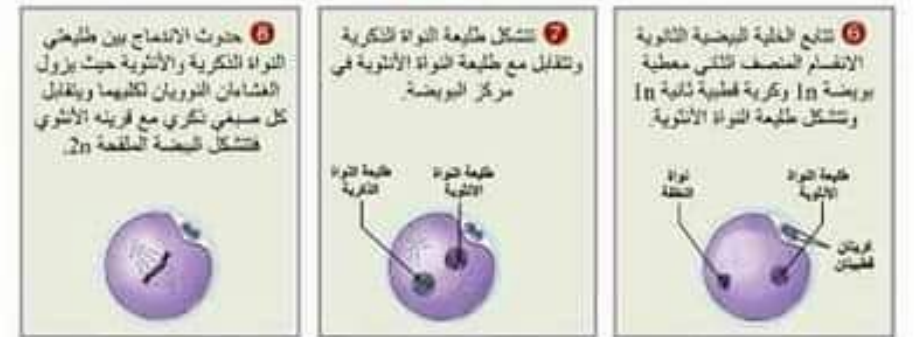 6 تتابع الخلية البيضية الثانوية
الانقسام المنصف الثاني معطية
بويضة 1n وكرية قطبية ثانية 1n
وتتشكل طليعة النواة الأنثوية.
طليعة النواة
الأنثوية
نواة
النطفة
كريتان
قطبيتان
7 تتشكل طليعة النواة الذكرية
وتتقابل مع طليعة النواة الأنثوية في
مركز البويضة.
طليعة النواة
الأنثوية
طليعة النواة
الذكرية
8 حدوث الاندماج بين طليعتي
النواة الذكرية والأنثوية حيث يزول
الغشاءان النوويان لكليهما ويتقابل
كل صبغي ذكري مع قرينه الأنثوي
فتتشكل البيضة الملقحة 2n.